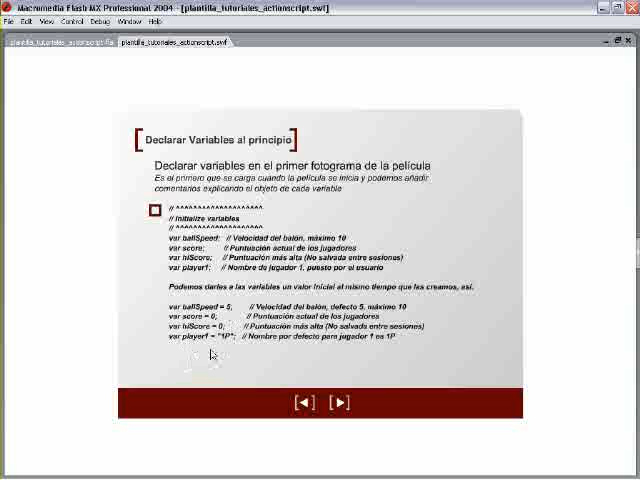 Macromedia Flash MX Professional 2004 - [plantilla_tutoriales_actionscript.swf]
File Edit View Control Debug Window Help
plantilla_tutoriales_actionscript.fla plantilla_tutoriales_actionscript.swf
Declarar Variables al principio
Declarar variables en el primer fotograma de la película
Es el primero que se carga cuando la película se inicia y podemos añadir
comentarios explicando el objeto de cada variable
// ^^^^^^^^^^^^^^^^^^^^
// Initialize variables
// ^^^^^^^^^^^^^^^^^^^^
var ballSpeed; // Velocidad del balón, máximo 10
var score; // Puntuación actual de los jugadores
var hiScore; // Puntuación más alta (No salvada entre sesiones)
var player1; // Nombre de jugador 1, puesto por el usuario
Podemos darles a las variables un valor inicial al mismo tiempo que las creamos, así.
var ballSpeed = 5; // Velocidad del balón, defecto 5, máximo 10
var score = 0; // Puntuación actual de los jugadores
var hiScore = 0; // Puntuación más alta (No salvada entre sesiones)
var player1 = "1P"; // Nombre por defecto para jugador 1 es 1P